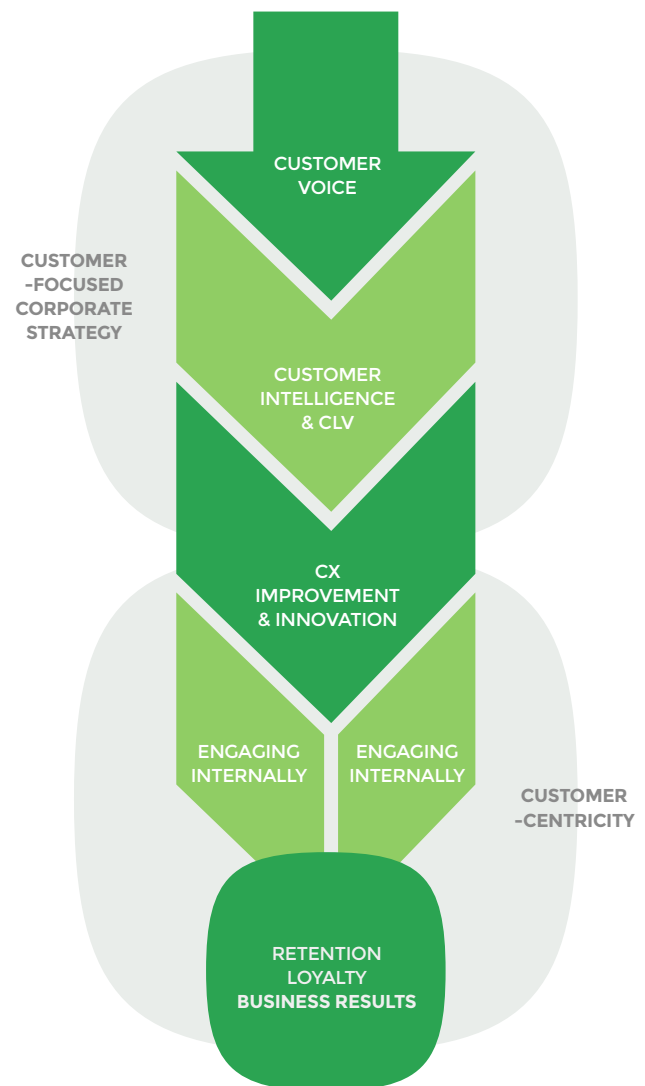 CUSTOMER
VOICE
CUSTOMER
-FOCUSED
CORPORATE
STRATEGY
CUSTOMER
INTELLIGENCE
& CLV
CX
IMPROVEMENT
& INNOVATION
ENGAGING
INTERNALLY
ENGAGING
INTERNALLY
CUSTOMER
-CENTRICITY
RETENTION
LOYALTY
BUSINESS RESULTS